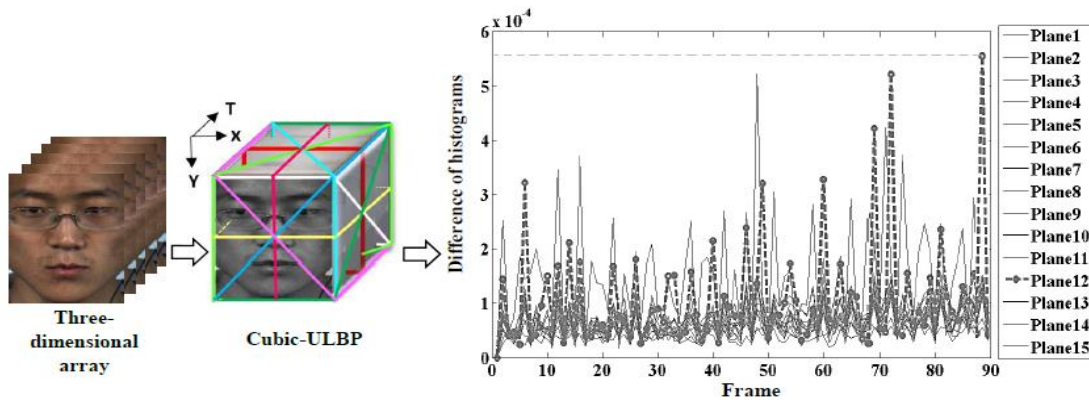 Three-
dimensional
array
T
X
Y
Cubic-ULBP
x 10⁻⁴
6
5
4
3
2
1
0
Difference of histograms
0 10 20 30 40 50 60 70 80 90
Frame
Plane1
Plane2
Plane3
Plane4
Plane5
Plane6
Plane7
Plane8
Plane9
Plane10
Plane11
Plane12
Plane13
Plane14
Plane15